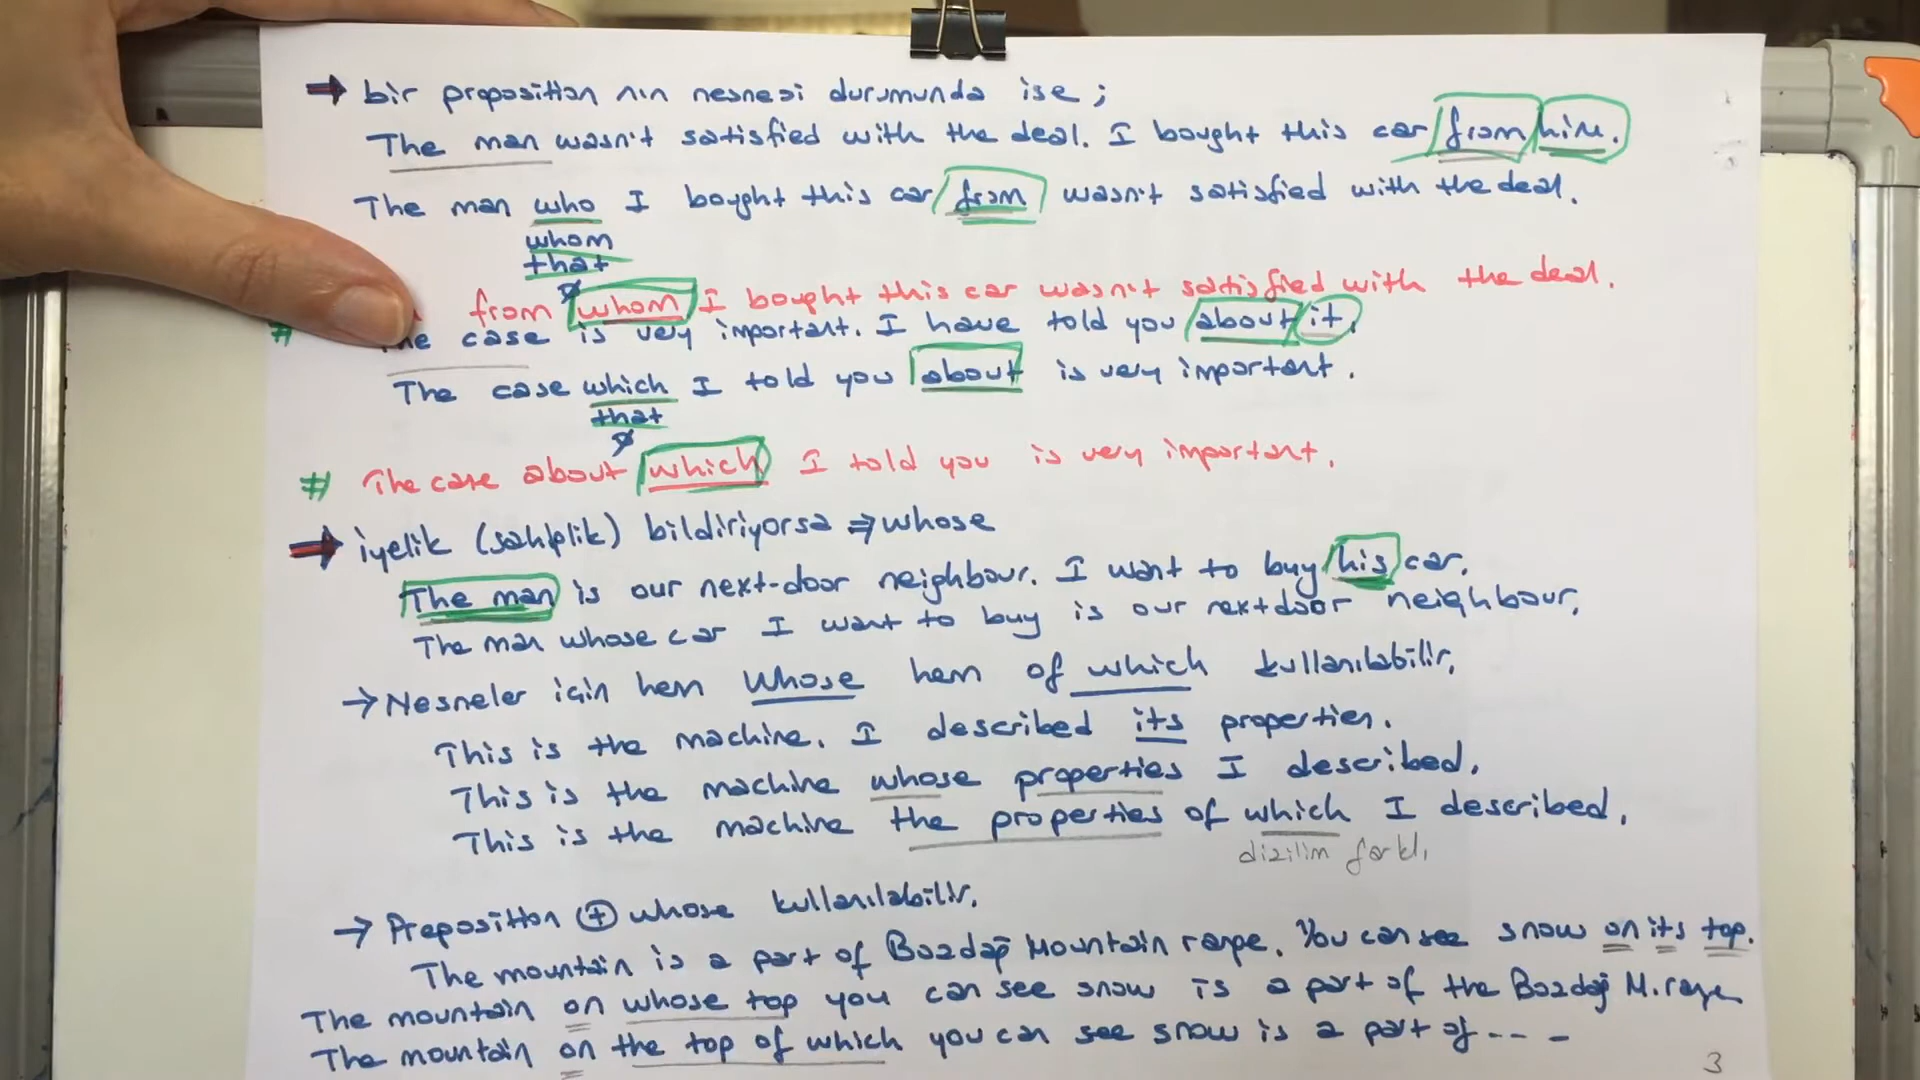 → bir preposition nın nesnesi durumunda ise;
The man wasn't satisfied with the deal. I bought this car from him.
The man who I bought this car from wasn't satisfied with the deal.
whom
that
Ø
from whom I bought this car wasn't satisfied with the deal.
# The case is very important. I have told you about it.
The case which I told you about is very important.
that
Ø
# The case about which I told you is very important.
→ iyelik (sahiplik) bildiriyorsa ⇒ whose
The man is our next-door neighbour. I want to buy his car.
The man whose car I want to buy is our nextdoor neighbour.
→ Nesneler için hem whose hem of which kullanılabilir.
This is the machine. I described its properties.
This is the machine whose properties I described.
This is the machine the properties of which I described.
dizilim farklı
→ Preposition + whose kullanılabilir.
The mountain is a part of Bozdağ Mountain range. You can see snow on its top.
The mountain on whose top you can see snow is a part of the Bozdağ M. range
The mountain on the top of which you can see snow is a part of - - -
3